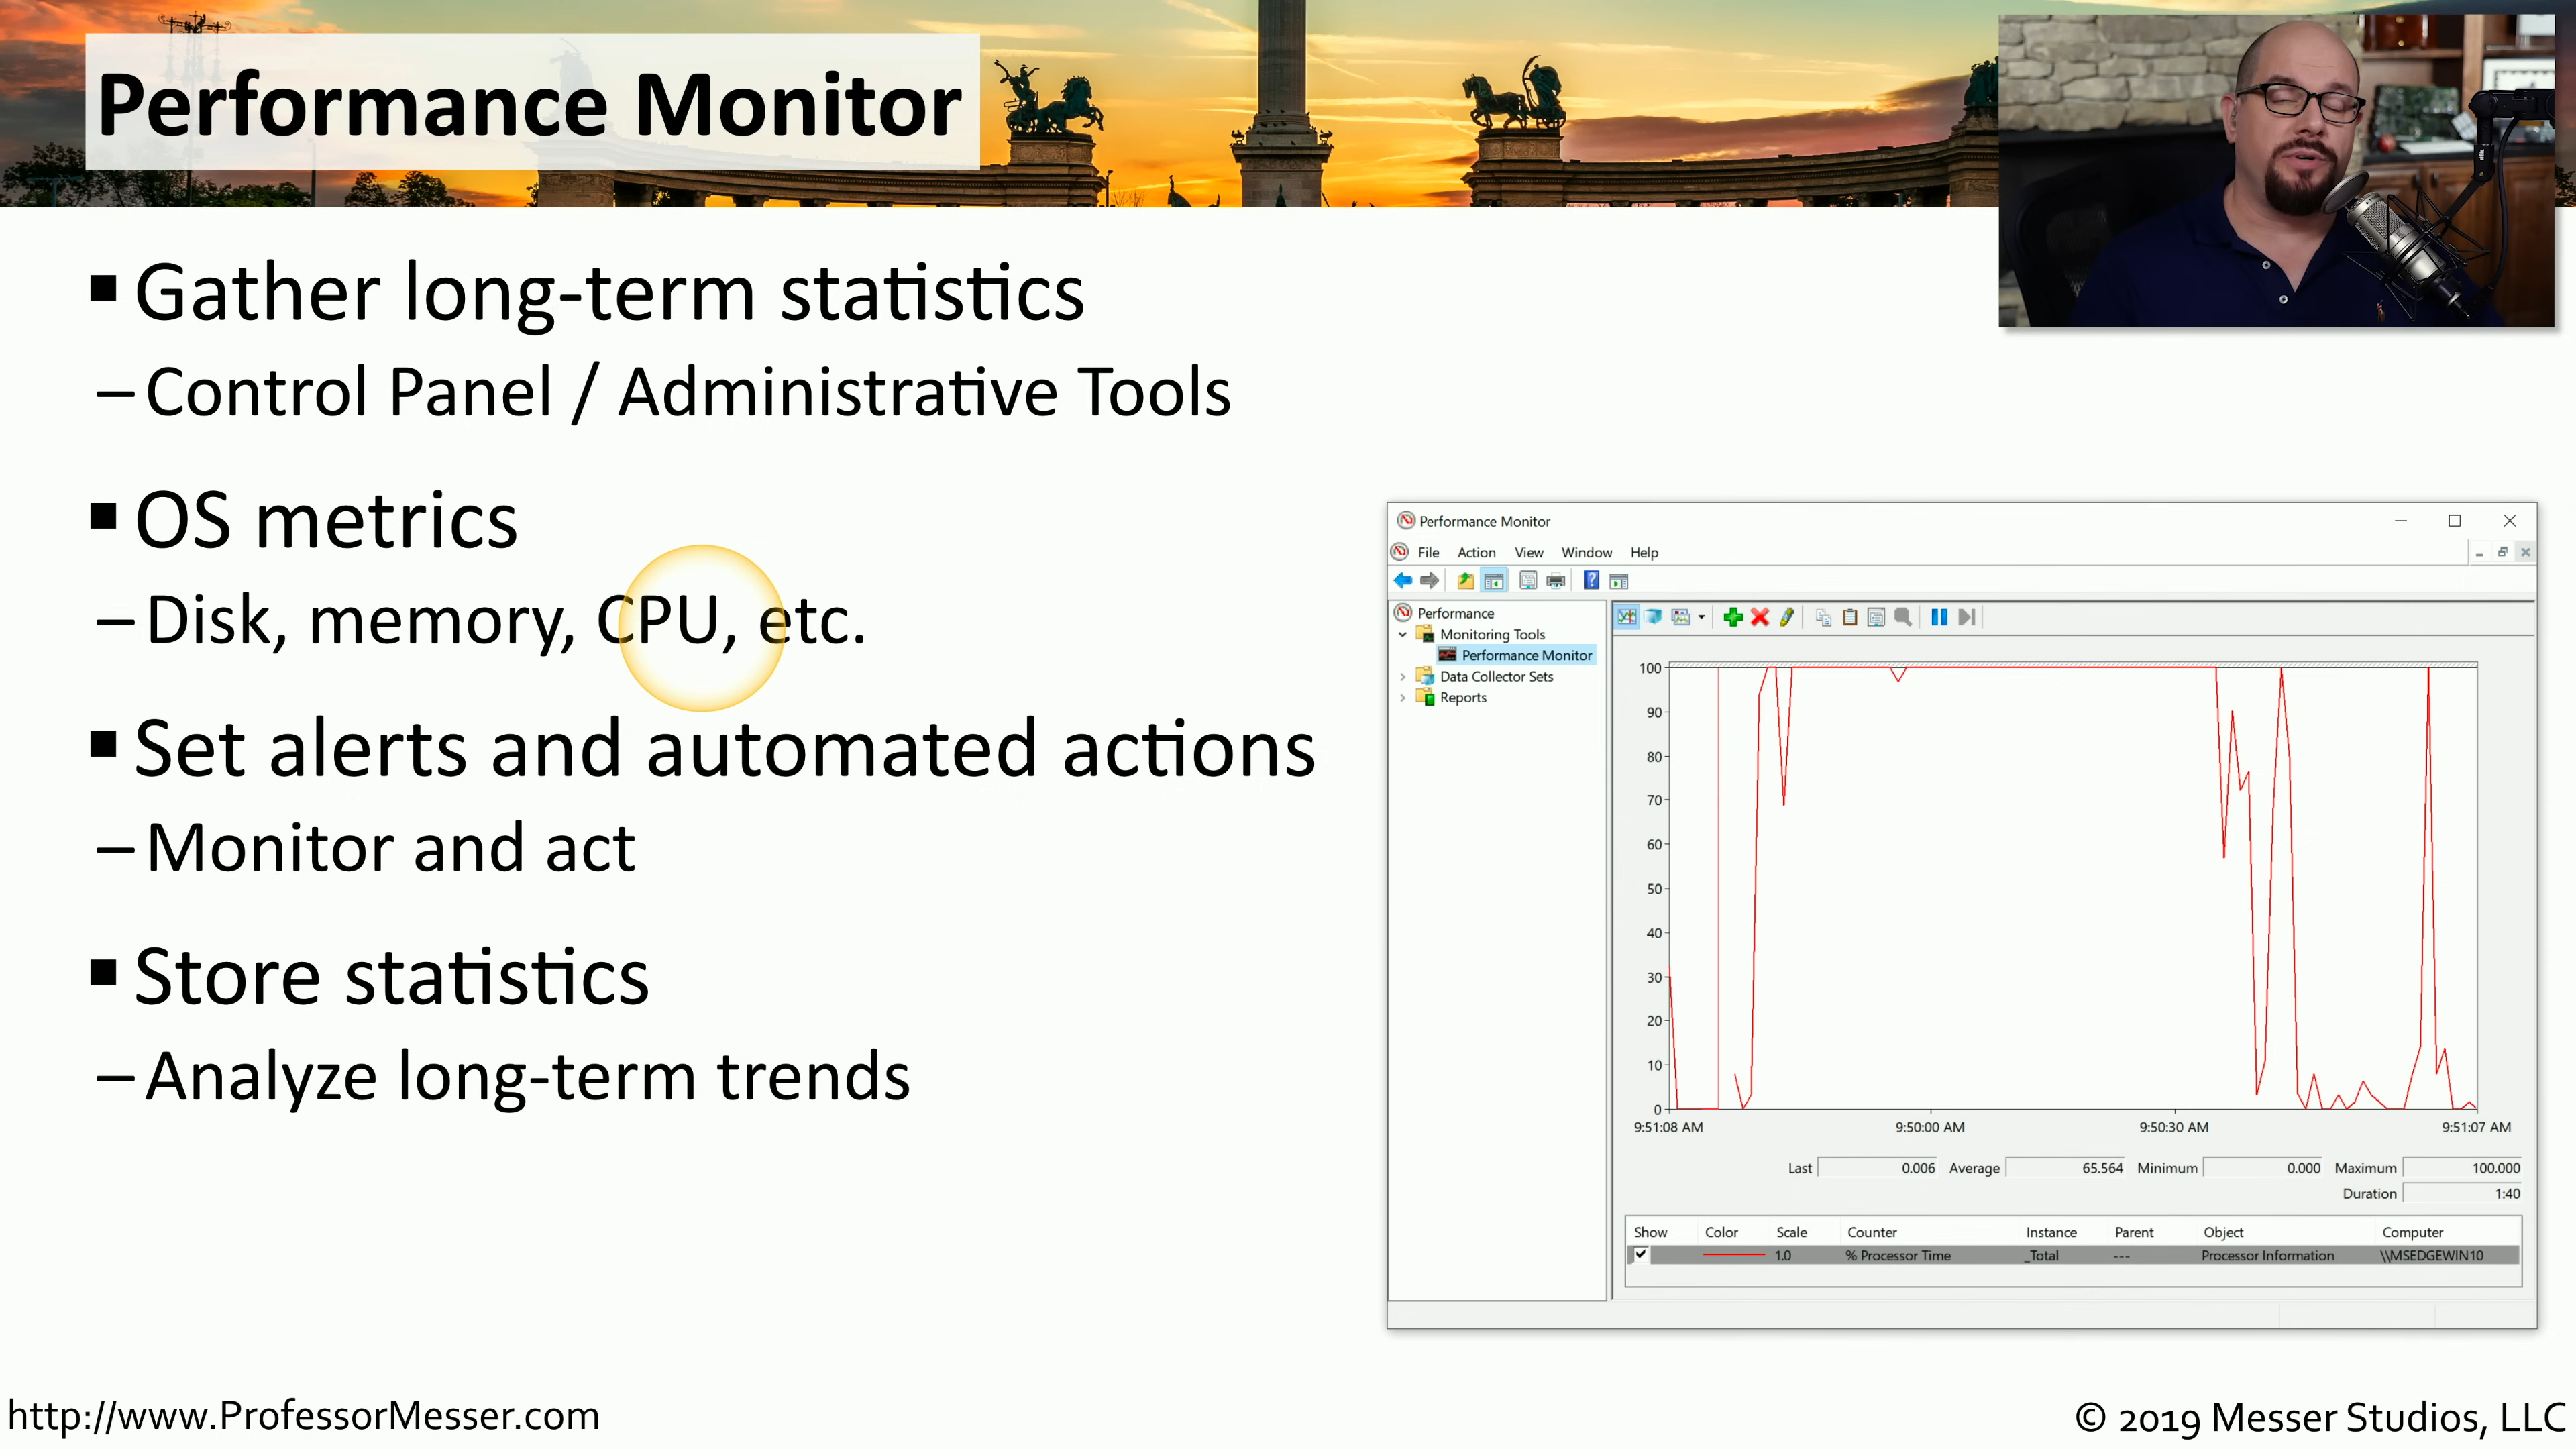 Performance Monitor
▪ Gather long-term statistics
– Control Panel / Administrative Tools
▪ OS metrics
– Disk, memory, CPU, etc.
▪ Set alerts and automated actions
– Monitor and act
▪ Store statistics
– Analyze long-term trends
Performance Monitor
File Action View Window Help
Performance
Monitoring Tools
Performance Monitor
Data Collector Sets
Reports
100
90
80
70
60
50
40
30
20
10
0
9:51:08 AM 9:50:00 AM 9:50:30 AM 9:51:07 AM
Last 0.006 Average 65.564 Minimum 0.000 Maximum 100.000
Duration 1:40
Show Color Scale Counter Instance Parent Object Computer
1.0 % Processor Time _Total --- Processor Information \\MSEDGEWIN10
http://www.ProfessorMesser.com
© 2019 Messer Studios, LLC